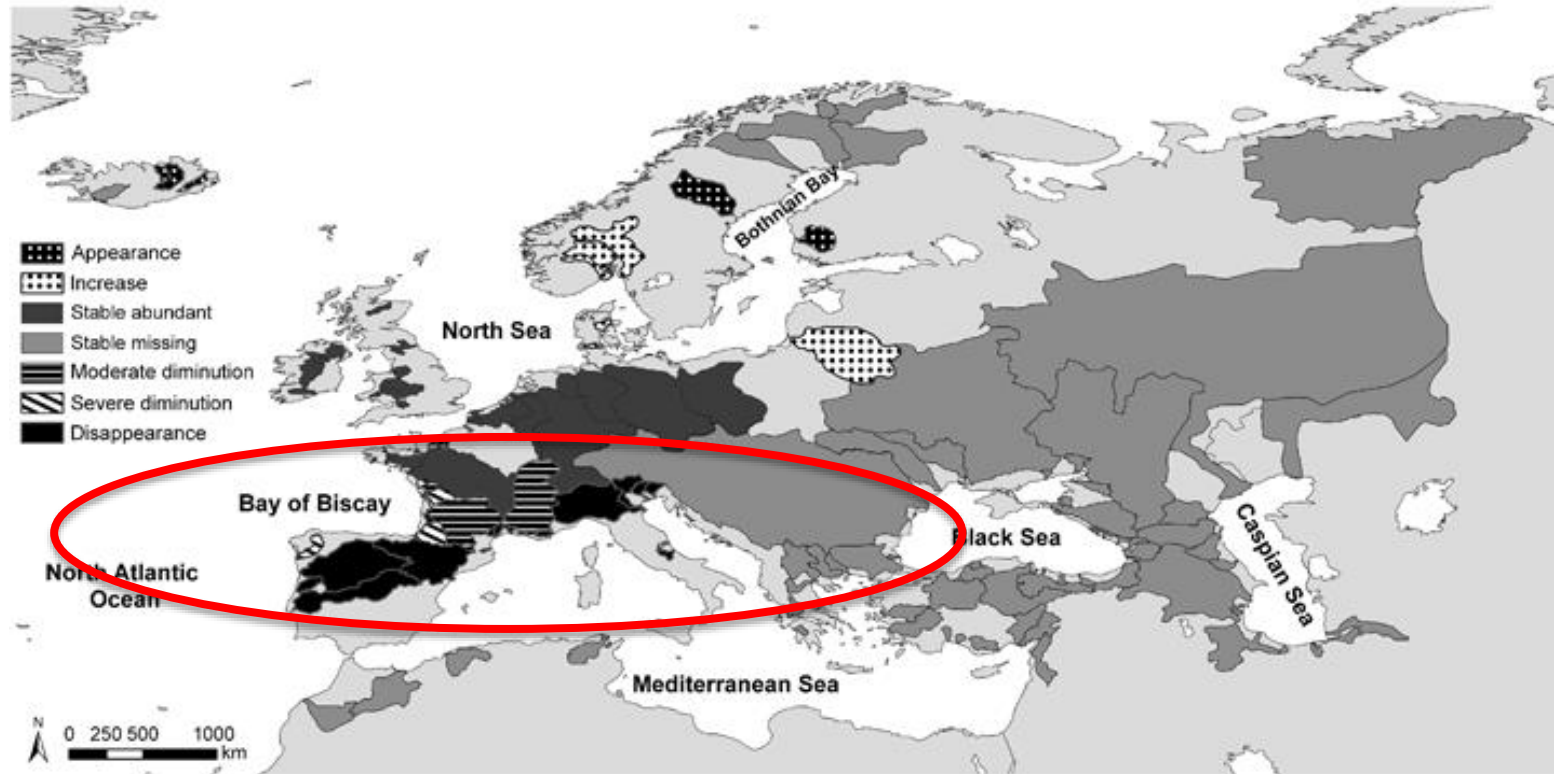 Bothnian Bay
Appearance
Increase
Stable abundant
Stable missing
Moderate diminution
Severe diminution
Disappearance
North Sea
Bay of Biscay
Black Sea
Caspian Sea
North Atlantic
Ocean
Mediterranean Sea
N
0 250 500 1000
km